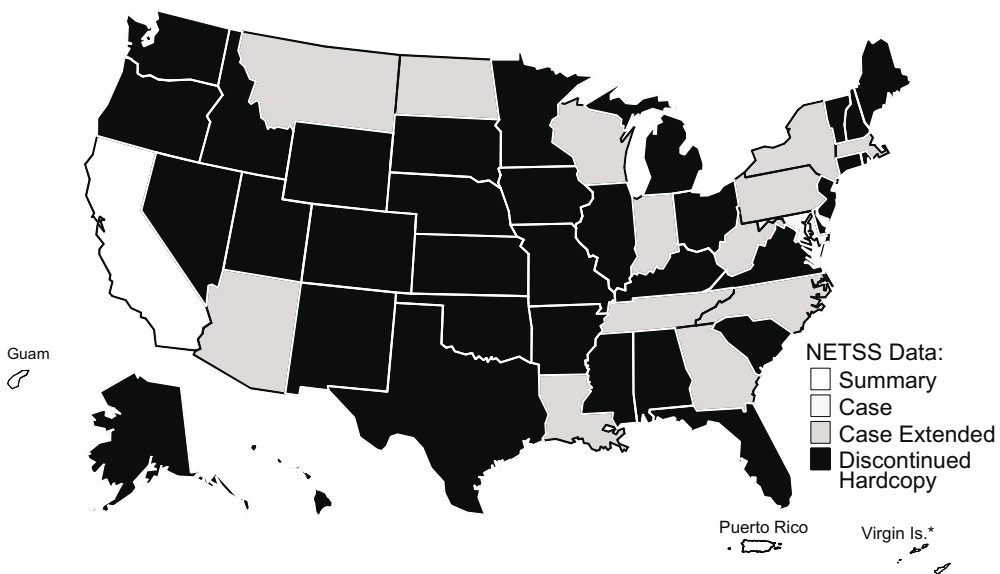 Guam
NETSS Data:
Summary
Case
Case Extended
Discontinued
Hardcopy
Puerto Rico
Virgin Is.*